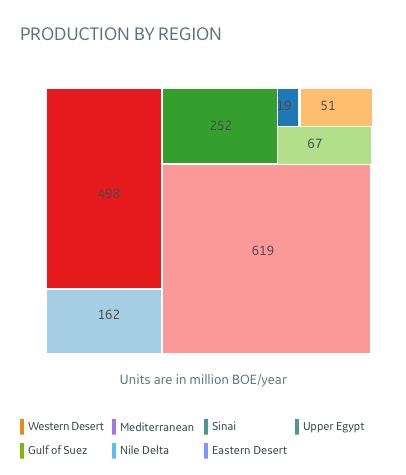 PRODUCTION BY REGION
19 51
252
67
498
619
162
Units are in million BOE/year
Western Desert Mediterranean Sinai Upper Egypt
Gulf of Suez Nile Delta Eastern Desert